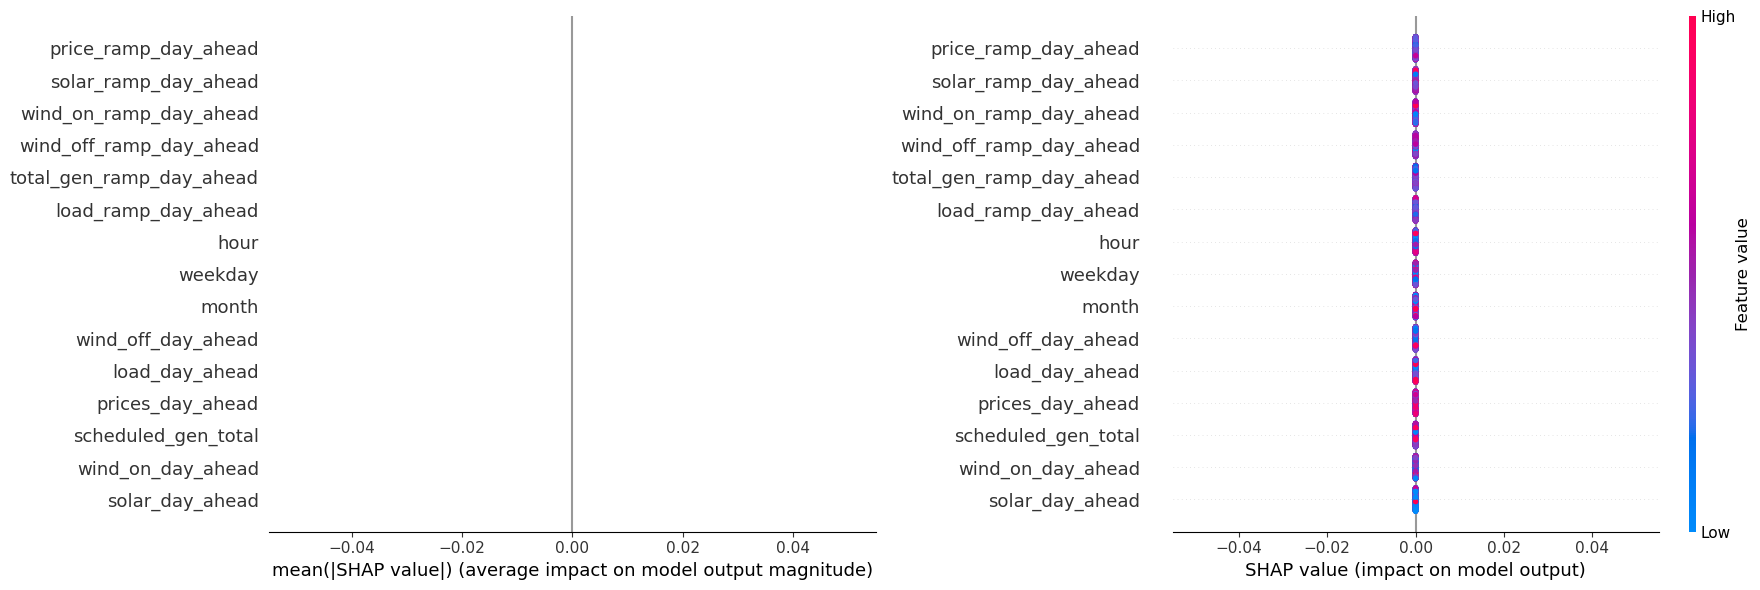 price_ramp_day_ahead
solar_ramp_day_ahead
wind_on_ramp_day_ahead
wind_off_ramp_day_ahead
total_gen_ramp_day_ahead
load_ramp_day_ahead
hour
weekday
month
wind_off_day_ahead
load_day_ahead
prices_day_ahead
scheduled_gen_total
wind_on_day_ahead
solar_day_ahead
−0.04 −0.02 0.00 0.02 0.04
mean(|SHAP value|) (average impact on model output magnitude)
price_ramp_day_ahead
solar_ramp_day_ahead
wind_on_ramp_day_ahead
wind_off_ramp_day_ahead
total_gen_ramp_day_ahead
load_ramp_day_ahead
hour
weekday
month
wind_off_day_ahead
load_day_ahead
prices_day_ahead
scheduled_gen_total
wind_on_day_ahead
solar_day_ahead
−0.04 −0.02 0.00 0.02 0.04
SHAP value (impact on model output)
High
Feature value
Low